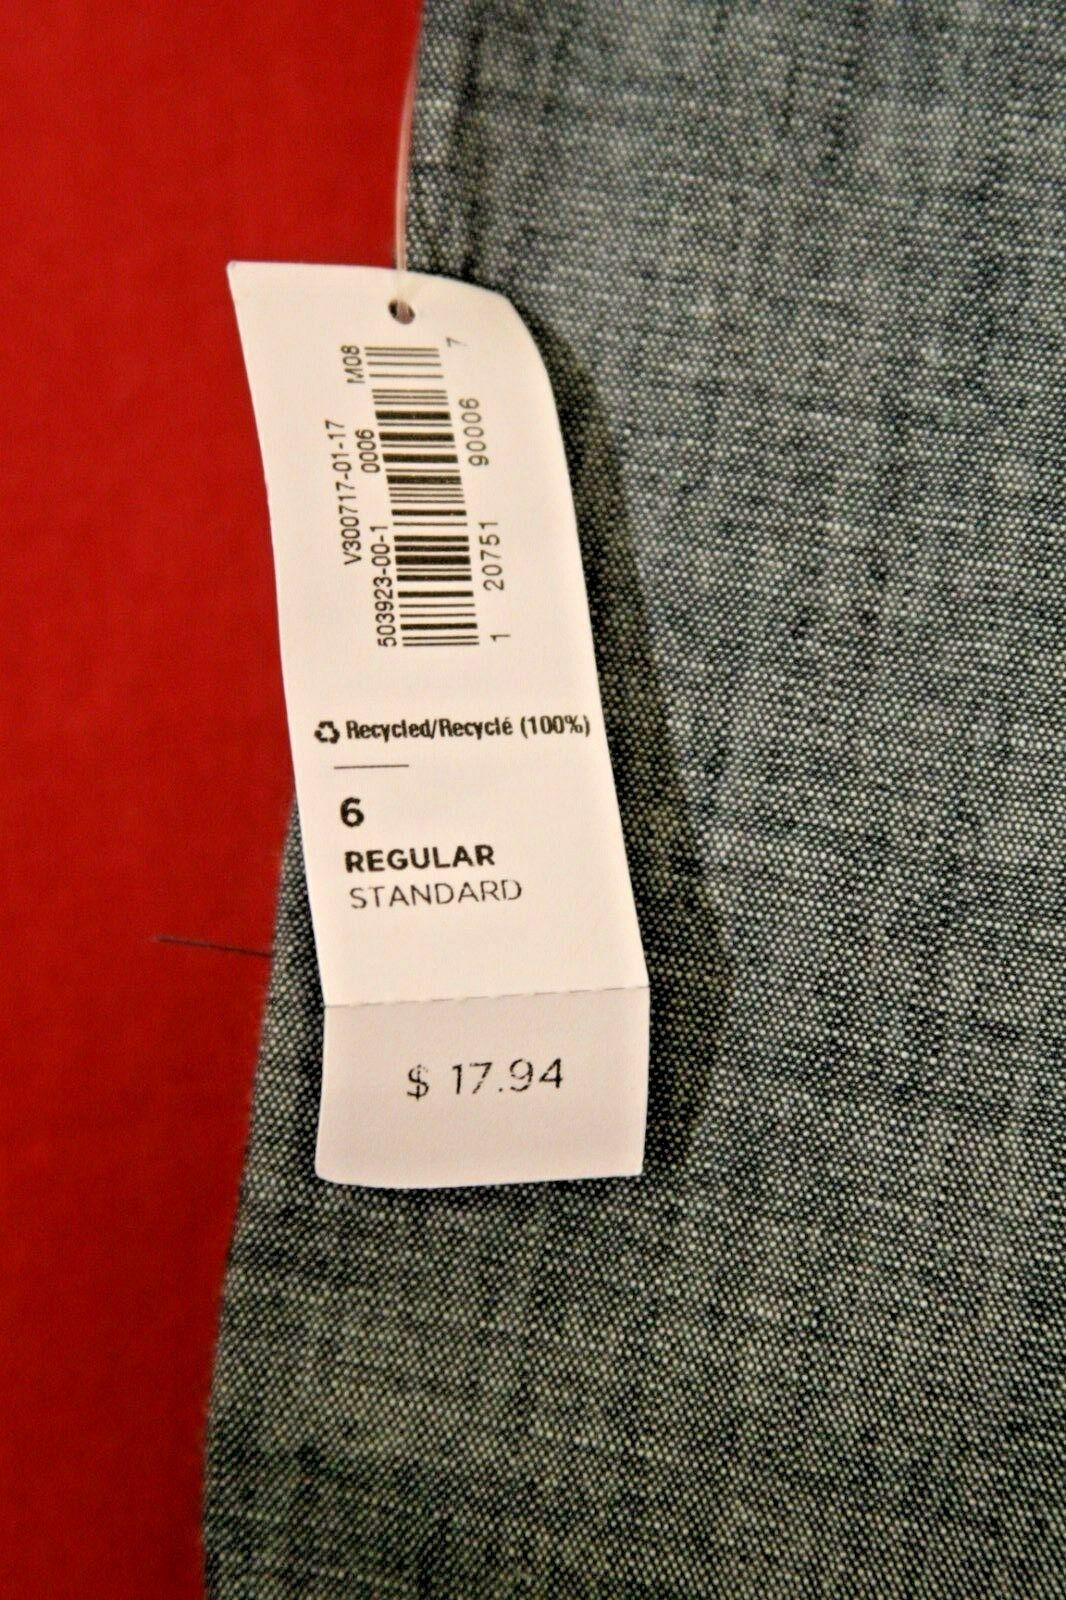 V300717-01-17 M08
503923-00-1 0006
1 20751 90006 7
Recycled/Recyclé (100%)
6
REGULAR
STANDARD
$ 17.94